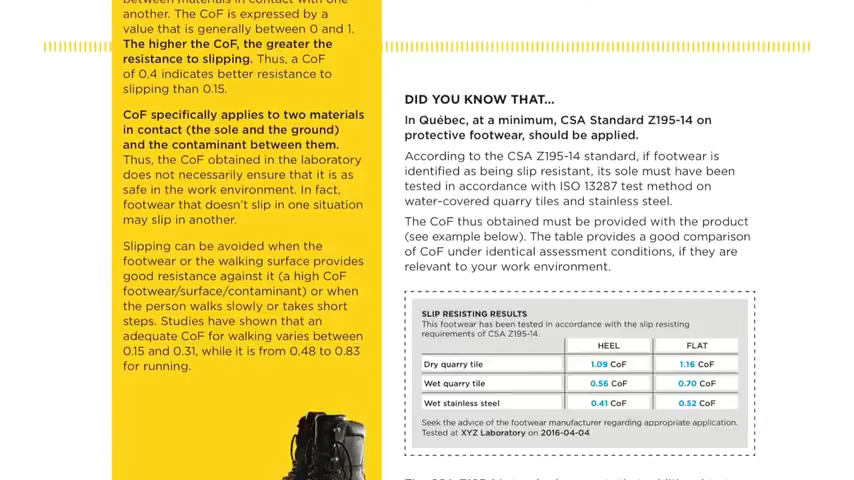 between materials in contact with one
another. The CoF is expressed by a
value that is generally between 0 and 1.
The higher the CoF, the greater the
resistance to slipping. Thus, a CoF
of 0.4 indicates better resistance to
slipping than 0.15.
CoF specifically applies to two materials
in contact (the sole and the ground)
and the contaminant between them.
Thus, the CoF obtained in the laboratory
does not necessarily ensure that it is as
safe in the work environment. In fact,
footwear that doesn't slip in one situation
may slip in another.
Slipping can be avoided when the
footwear or the walking surface provides
good resistance against it (a high CoF
footwear/surface/contaminant) or when
the person walks slowly or takes short
steps. Studies have shown that an
adequate CoF for walking varies between
0.15 and 0.31, while it is from 0.48 to 0.83
for running.
DID YOU KNOW THAT...
In Québec, at a minimum, CSA Standard Z195-14 on
protective footwear, should be applied.
According to the CSA Z195-14 standard, if footwear is
identified as being slip resistant, its sole must have been
tested in accordance with ISO 13287 test method on
water-covered quarry tiles and stainless steel.
The CoF thus obtained must be provided with the product
(see example below). The table provides a good comparison
of CoF under identical assessment conditions, if they are
relevant to your work environment.
SLIP RESISTING RESULTS
This footwear has been tested in accordance with the slip resisting
requirements of CSA Z195-14.
HEEL FLAT
Dry quarry tile 1.09 CoF 1.16 CoF
Wet quarry tile 0.56 CoF 0.70 CoF
Wet stainless steel 0.41 CoF 0.52 CoF
Seek the advice of the footwear manufacturer regarding appropriate application.
Tested at XYZ Laboratory on 2016-04-04